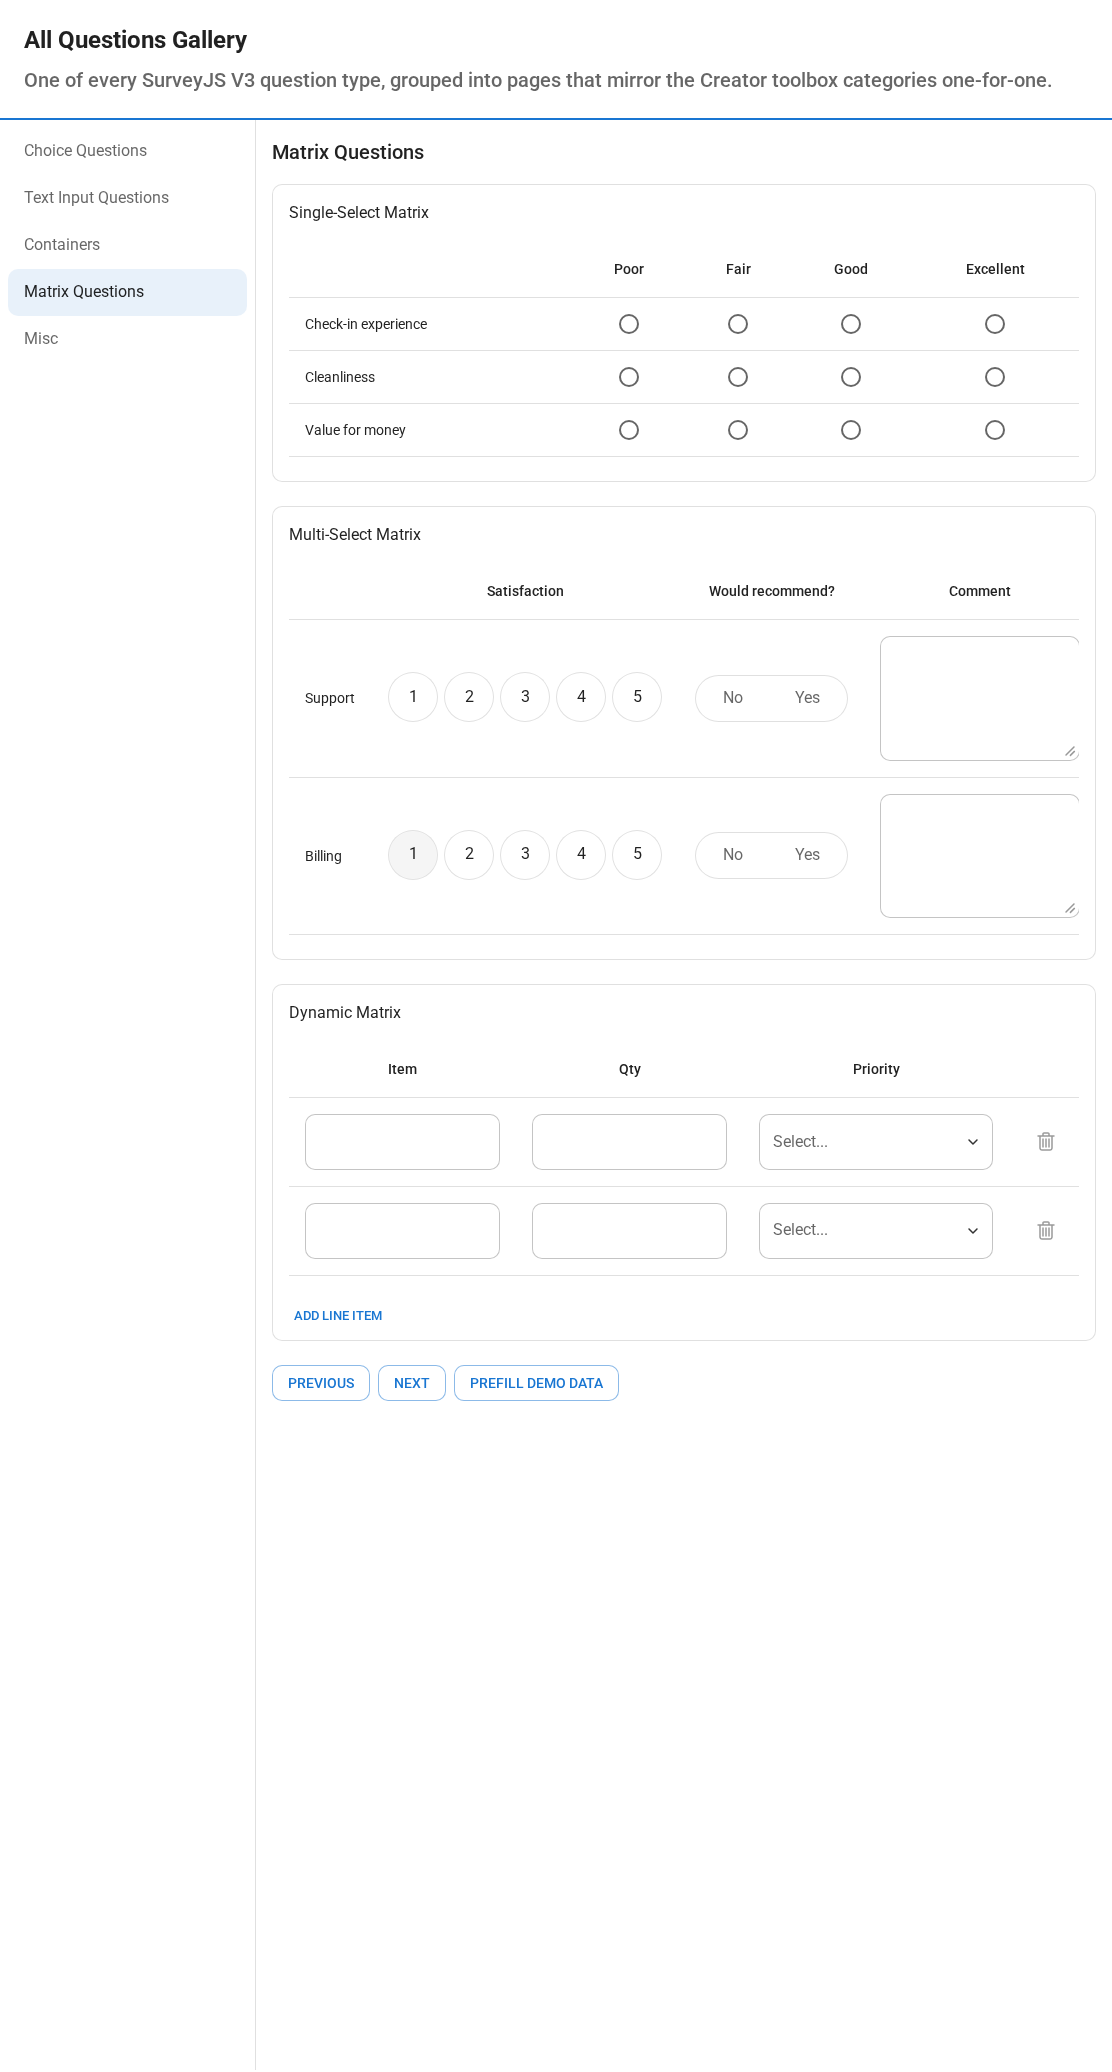 All Questions Gallery
One of every SurveyJS V3 question type, grouped into pages that mirror the Creator toolbox categories one-for-one.
Choice Questions
Text Input Questions
Containers
Matrix Questions
Misc
Matrix Questions
Single-Select Matrix
Poor Fair Good Excellent
Check-in experience
Cleanliness
Value for money
Multi-Select Matrix
Satisfaction Would recommend? Comment
Support 1 2 3 4 5 No Yes
Billing 1 2 3 4 5 No Yes
Dynamic Matrix
Item Qty Priority
Select...
Select...
ADD LINE ITEM
PREVIOUS NEXT PREFILL DEMO DATA